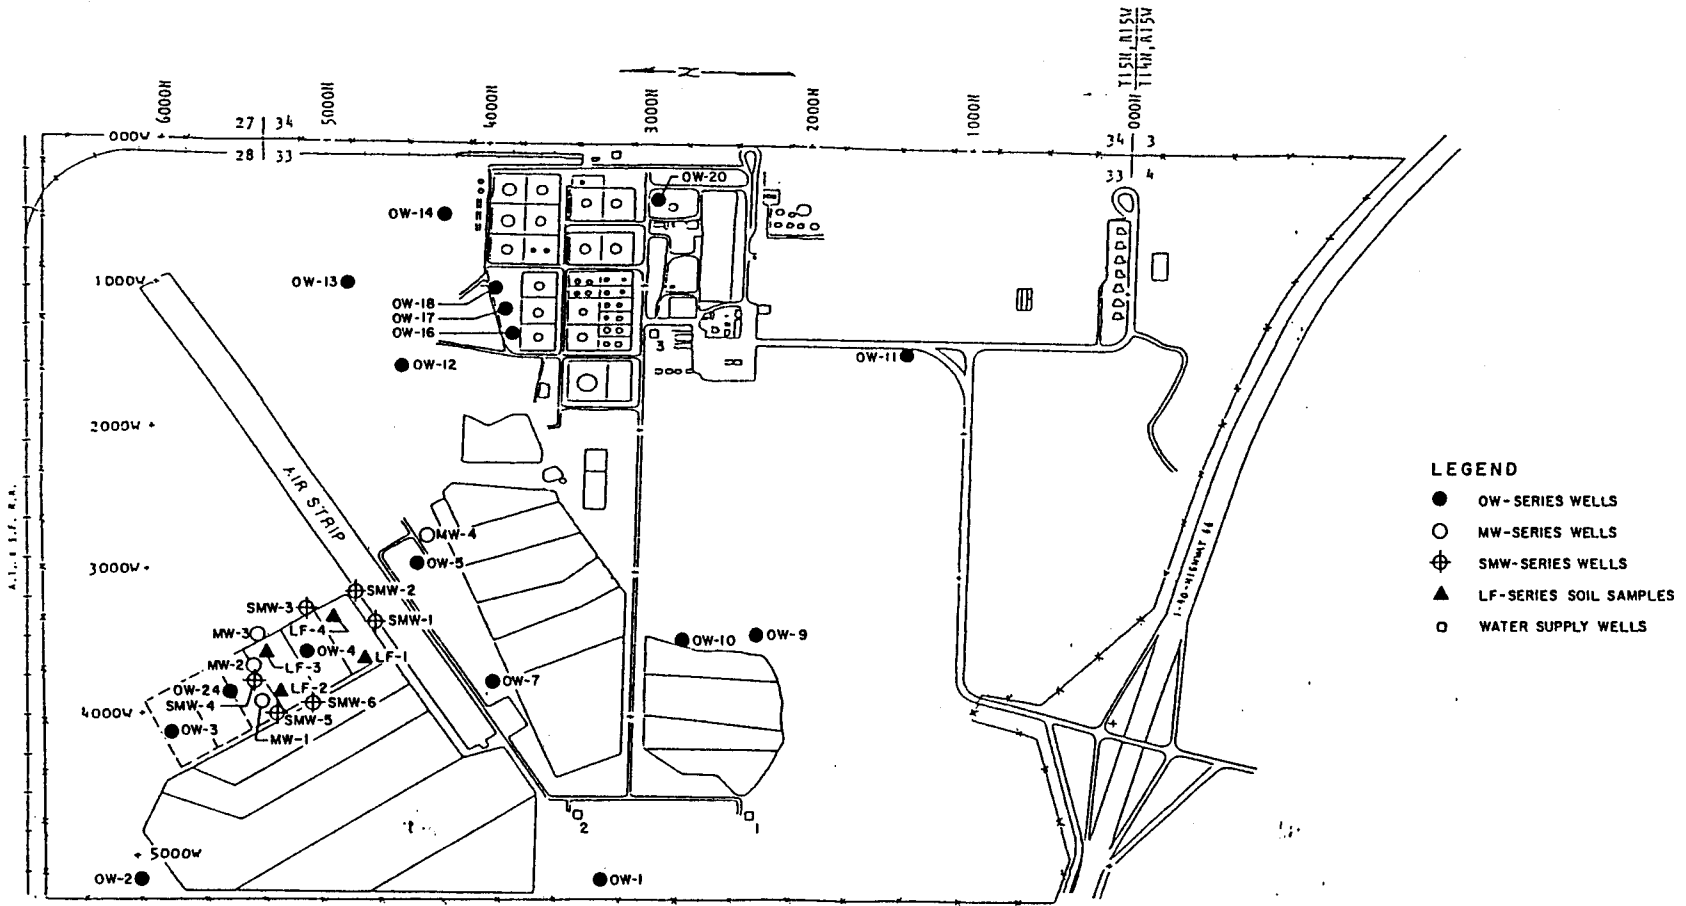 T15N, R15W
T14N, R15W
N
6000N
5000N
4000N
3000N
2000N
1000N
000N
000W
27 34
28 33
34 3
33 4
OW-20
OW-14
1000W
OW-13
OW-18
OW-17
OW-16
3
OW-11
OW-12
2000W
AIR STRIP
LEGEND
OW-SERIES WELLS
MW-SERIES WELLS
SMW-SERIES WELLS
LF-SERIES SOIL SAMPLES
WATER SUPPLY WELLS
MW-4
OW-5
3000W
I-40-HIGHWAY 66
SMW-2
SMW-3
SMW-1
LF-4
MW-3
OW-10
OW-9
OW-4
LF-1
LF-3
MW-2
OW-7
OW-24
LF-2
SMW-4
SMW-6
4000W
SMW-5
OW-3
MW-1
2
1
5000W
OW-2
OW-1